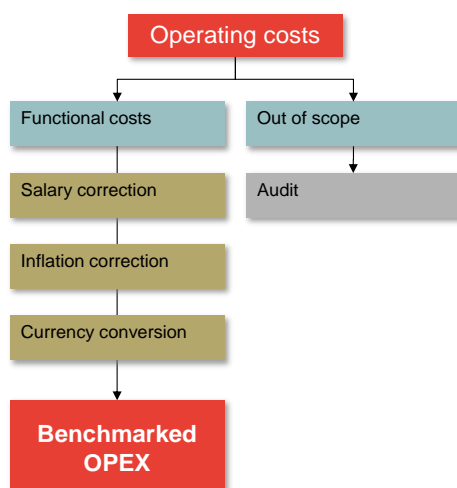 Operating costs
Functional costs
Out of scope
Salary correction
Audit
Inflation correction
Currency conversion
Benchmarked
OPEX